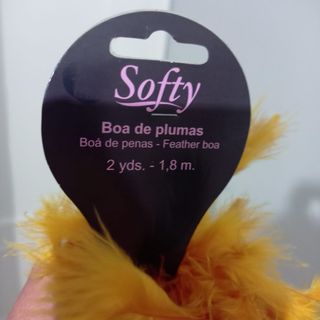 Softy
Boa de plumas
Boá de penas - Feather boa
2 yds. - 1,8 m.